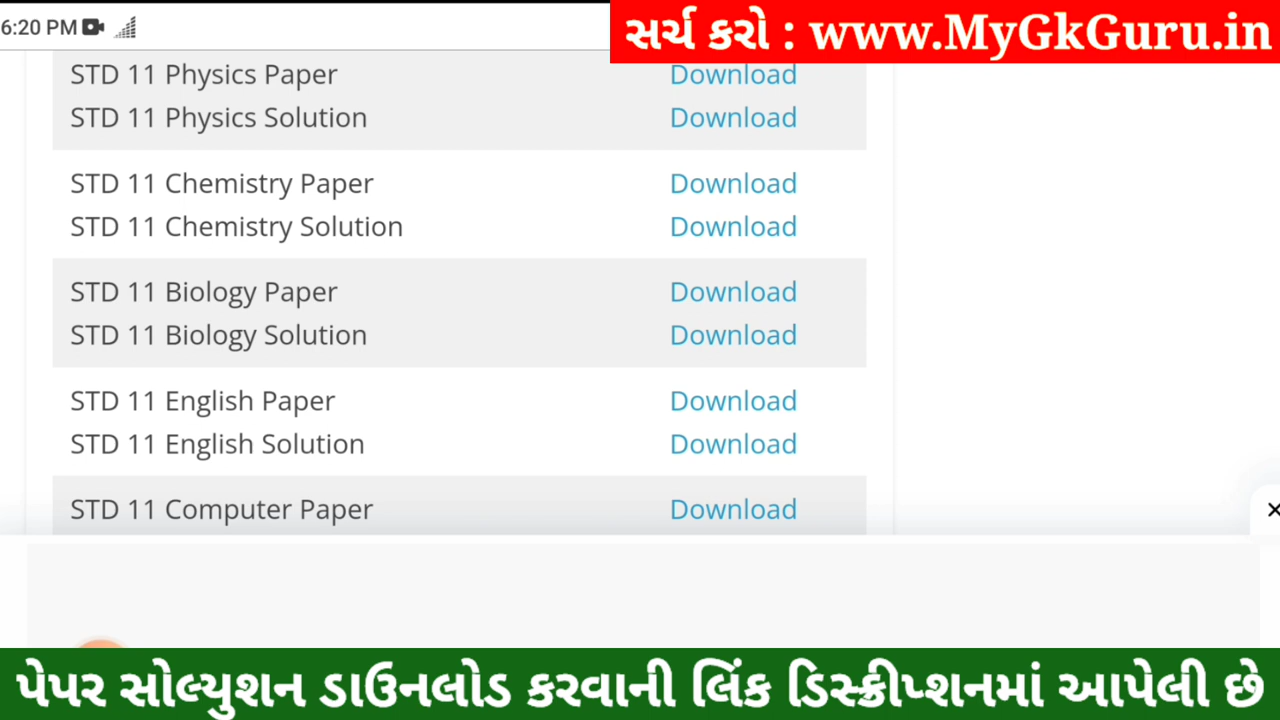 6:20 PM
સર્ચ કરો : www.MyGkGuru.in
STD 11 Physics Paper Download
STD 11 Physics Solution Download
STD 11 Chemistry Paper Download
STD 11 Chemistry Solution Download
STD 11 Biology Paper Download
STD 11 Biology Solution Download
STD 11 English Paper Download
STD 11 English Solution Download
STD 11 Computer Paper Download
પેપર સોલ્યુશન ડાઉનલોડ કરવાની લિંક ડિસ્ક્રીપ્શનમાં આપેલી છે